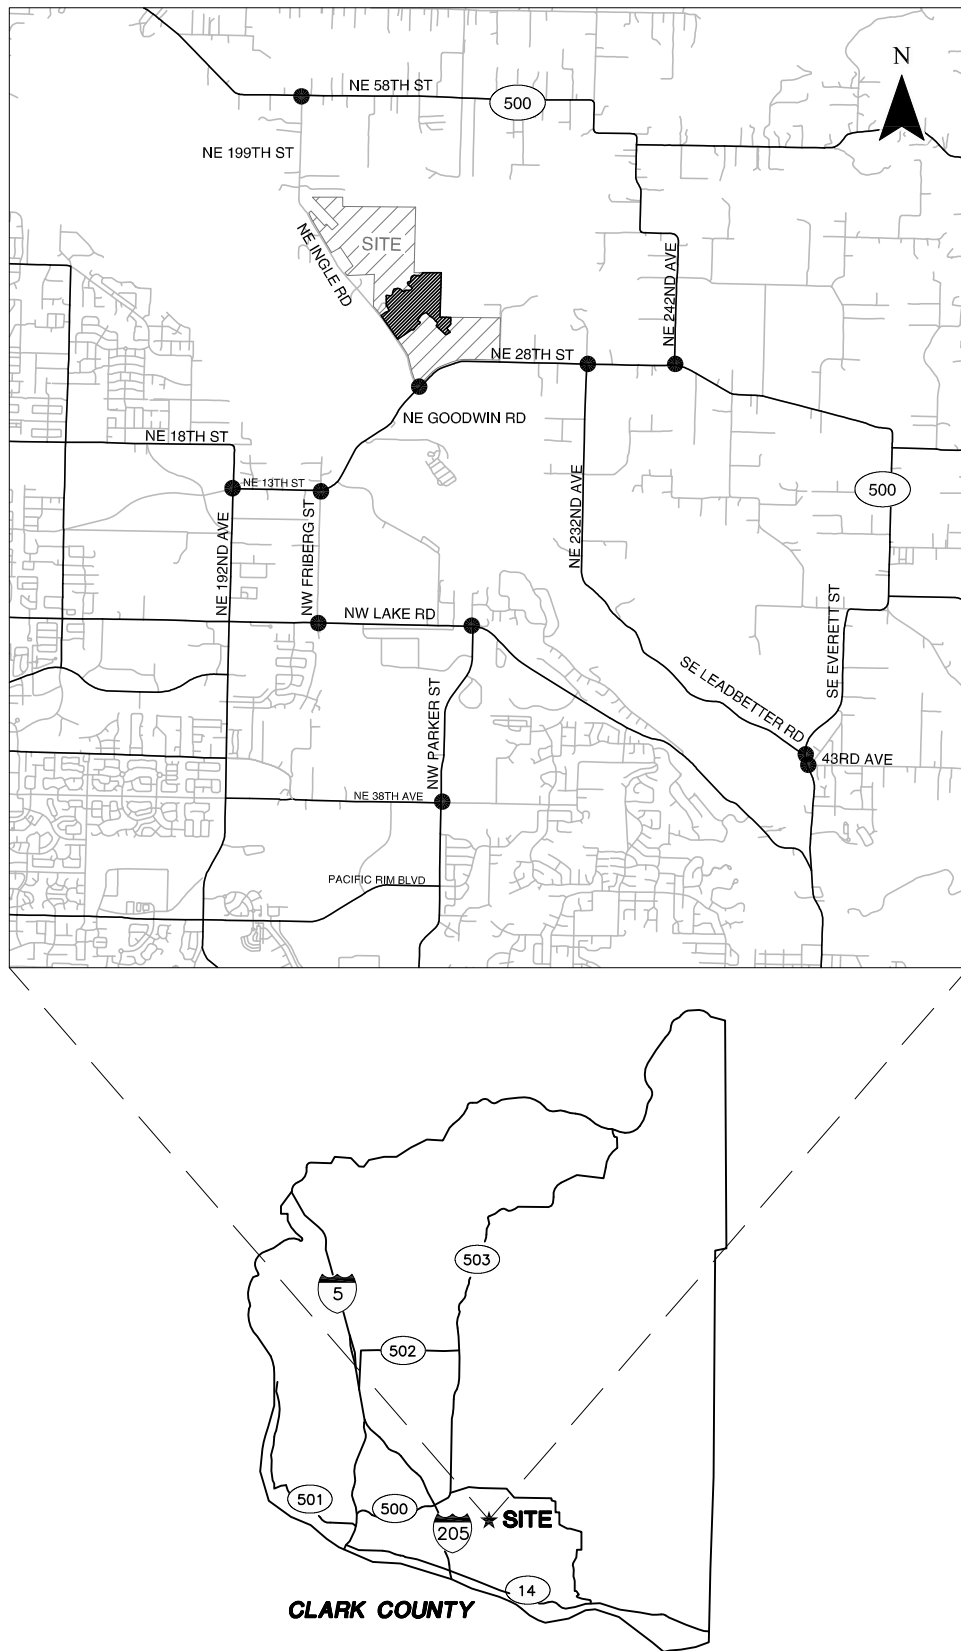 N
NE 58TH ST
500
NE 199TH ST
NE INGLE RD
SITE
NE 242ND AVE
NE 28TH ST
NE GOODWIN RD
NE 18TH ST
NE 13TH ST
500
NE 192ND AVE
NW FRIBERG ST
NE 232ND AVE
NW LAKE RD
SE EVERETT ST
SE LEADBETTER RD
NW PARKER ST
43RD AVE
NE 38TH AVE
PACIFIC RIM BLVD
503
5
502
501
500
205
SITE
14
CLARK COUNTY